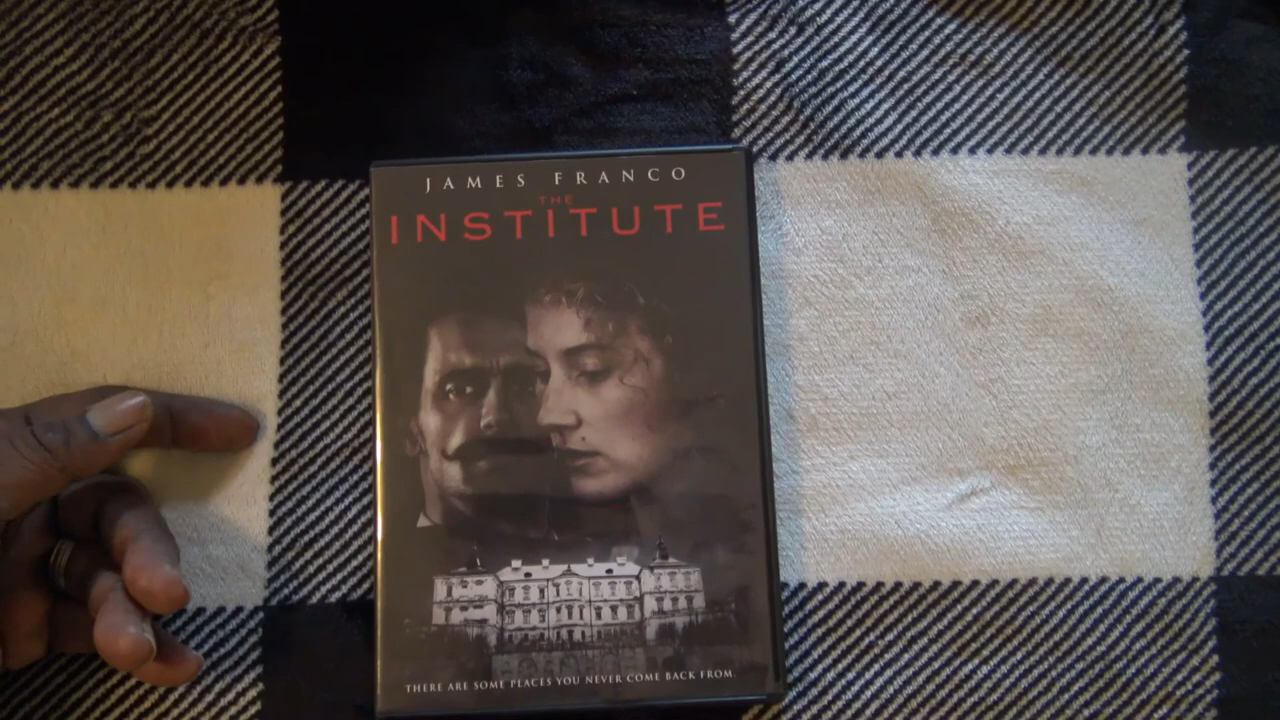 JAMES FRANCO
THE
INSTITUTE
THERE ARE SOME PLACES YOU NEVER COME BACK FROM.